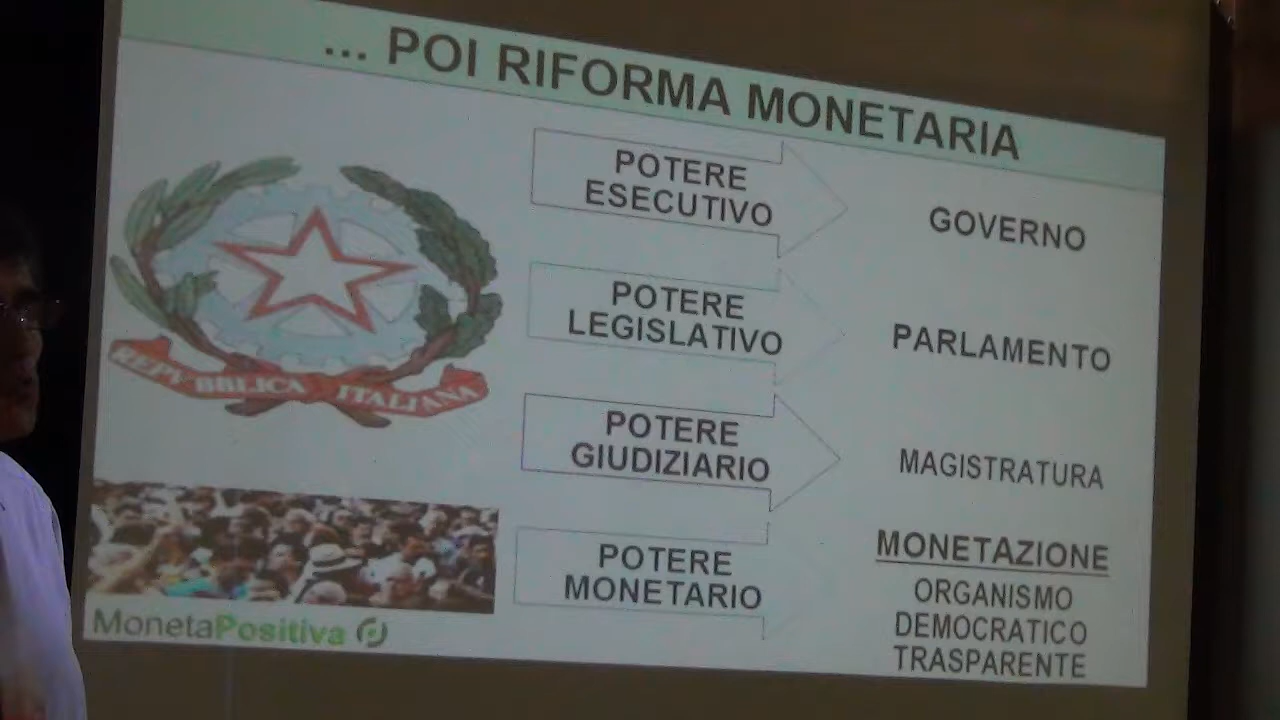 ... POI RIFORMA MONETARIA
POTERE
ESECUTIVO
GOVERNO
POTERE
LEGISLATIVO
PARLAMENTO
POTERE
GIUDIZIARIO
MAGISTRATURA
POTERE
MONETARIO
MONETAZIONE
ORGANISMO
DEMOCRATICO
TRASPARENTE
REPVBBLICA ITALIANA
MonetaPositiva